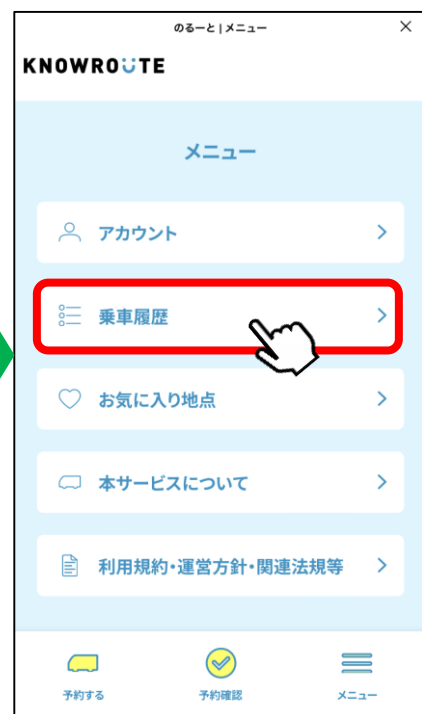 のるーと|メニュー
KNOWROUTE
メニュー
アカウント
乗車履歴
お気に入り地点
本サービスについて
利用規約・運営方針・関連法規等
予約する
予約確認
メニュー